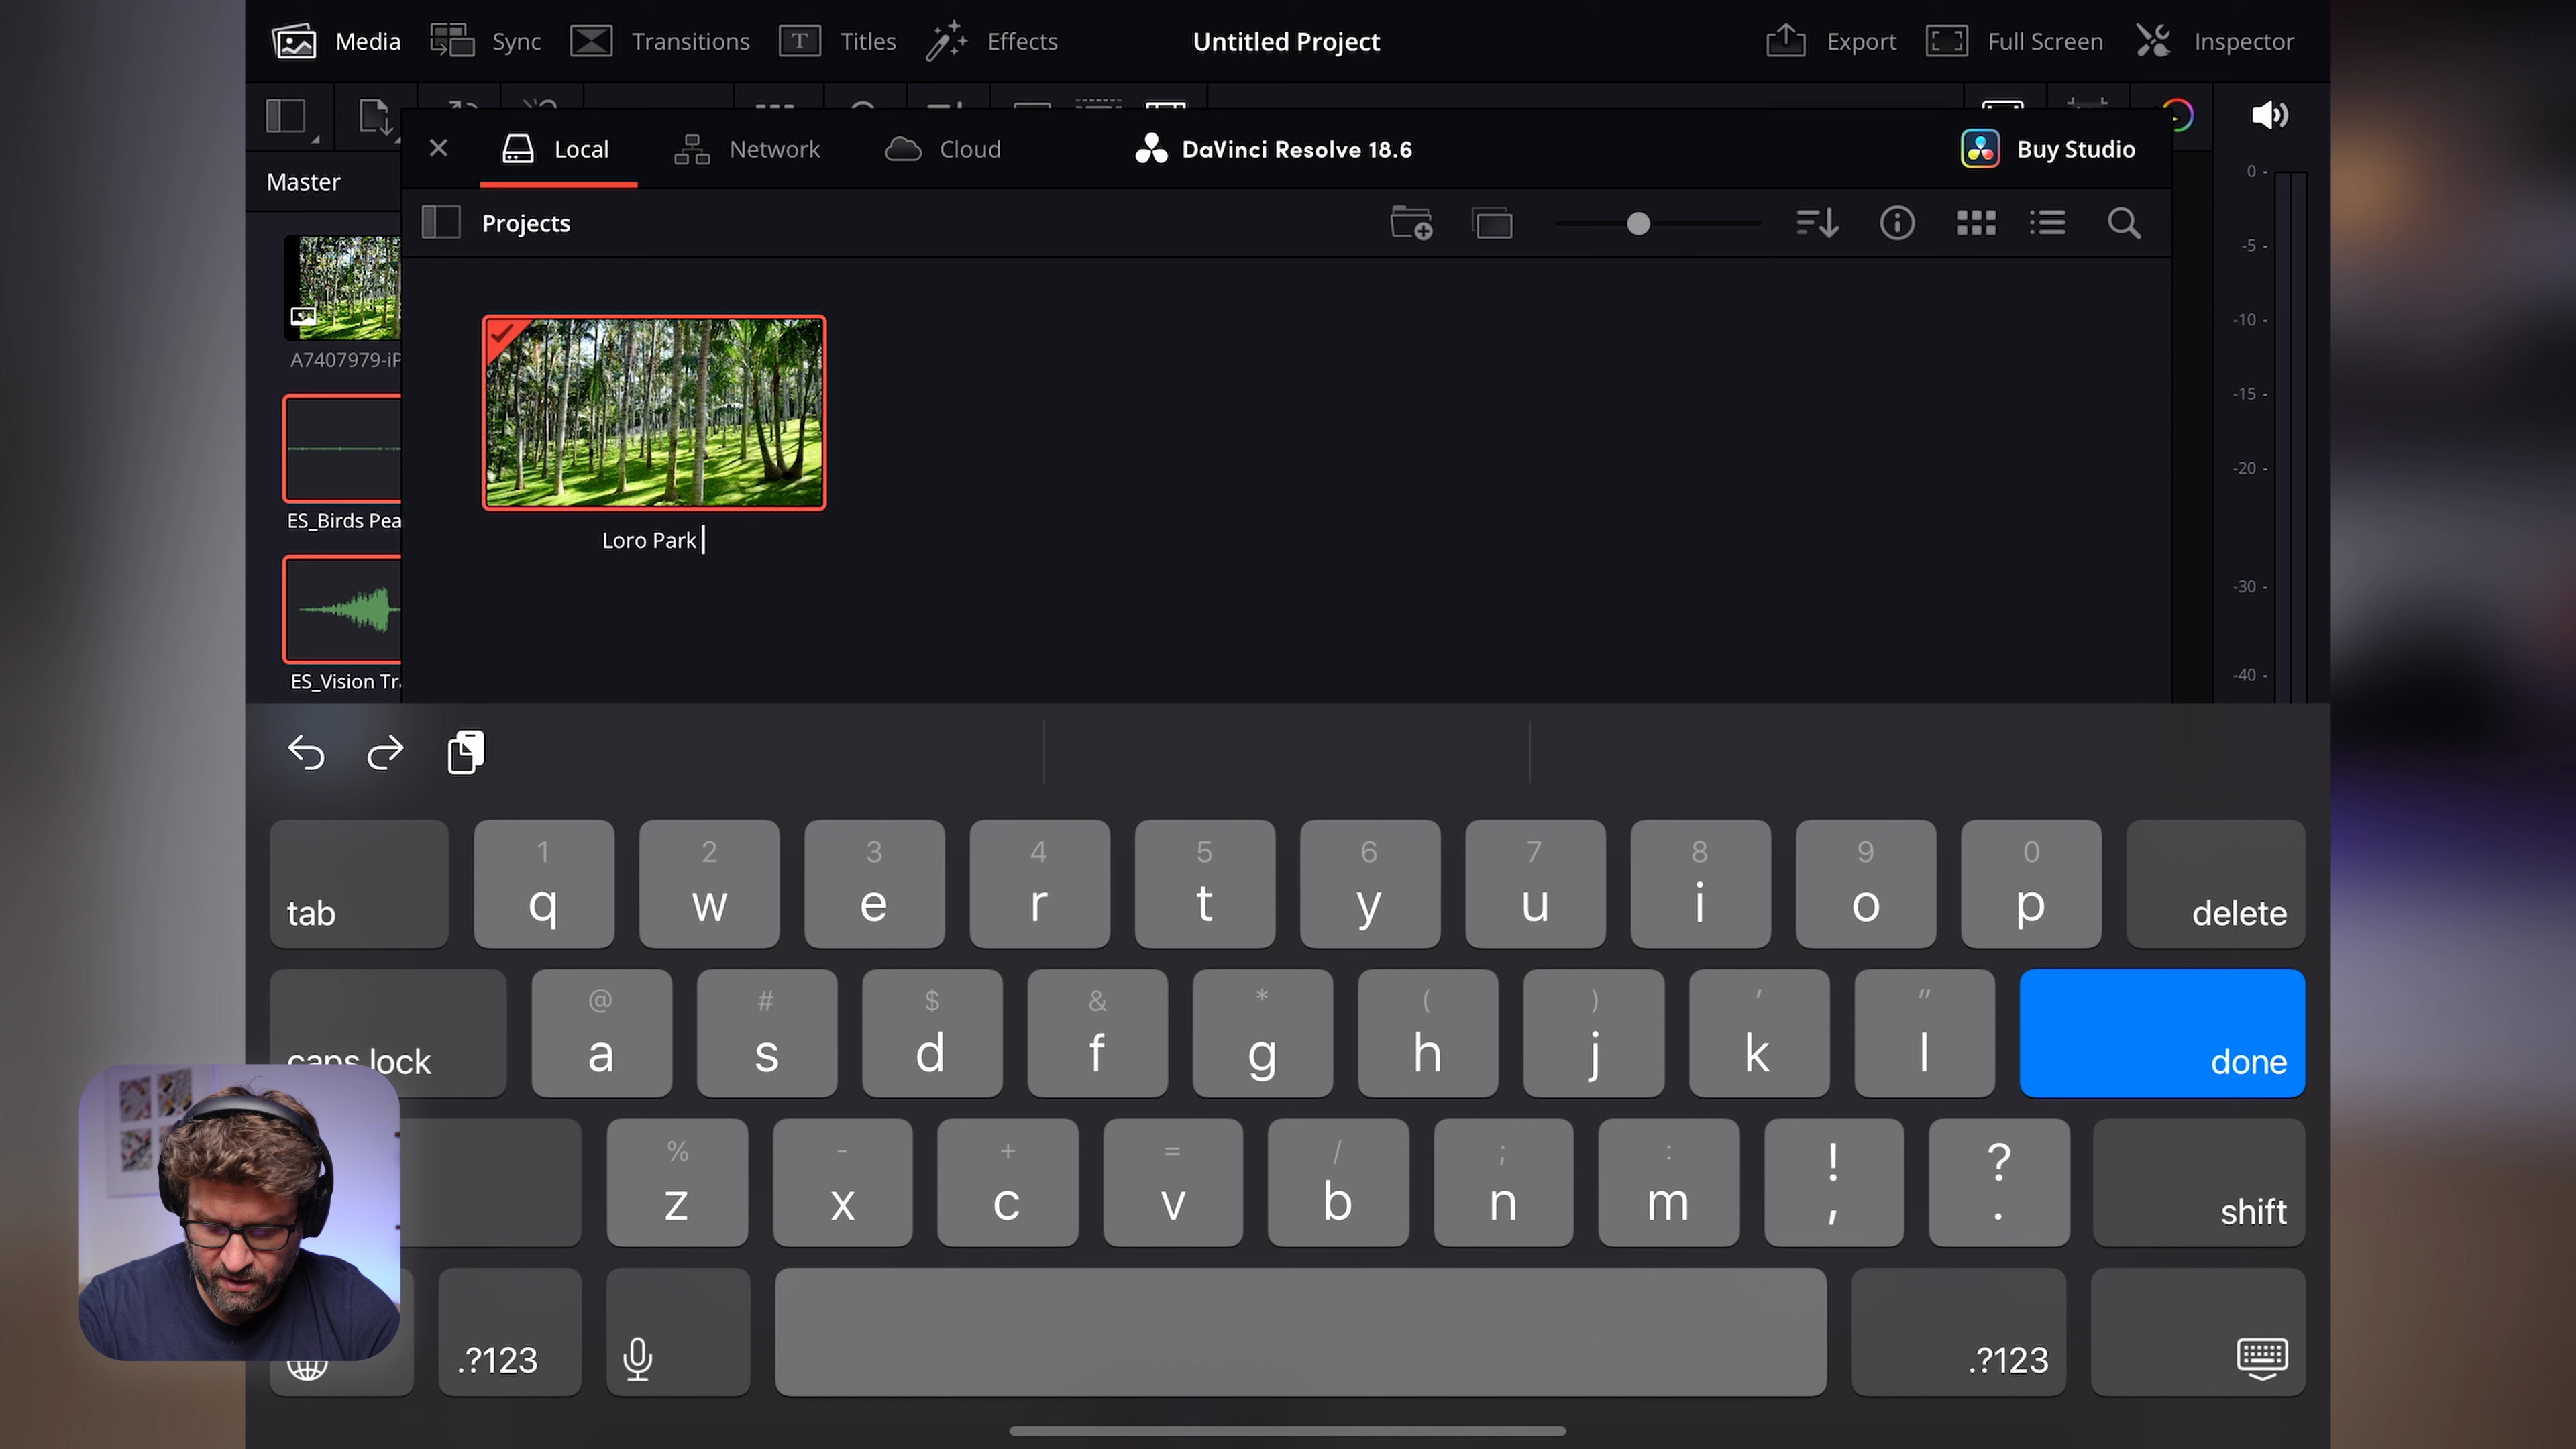 Media Sync Transitions Titles Effects Untitled Project Export Full Screen Inspector
Local Network Cloud DaVinci Resolve 18.6 Buy Studio
Master
Projects
0 -
-5 -
-10 -
-15 -
-20 -
-30 -
-40 -
A7407979-iP
ES_Birds Pea
Loro Park
ES_Vision Tr
1 2 3 4 5 6 7 8 9 0
tab q w e r t y u i o p delete
@ # $ & * ( ) ' "
caps lock a s d f g h j k l done
% - + = / ; : ! ?
z x c v b n m , . shift
.?123 .?123